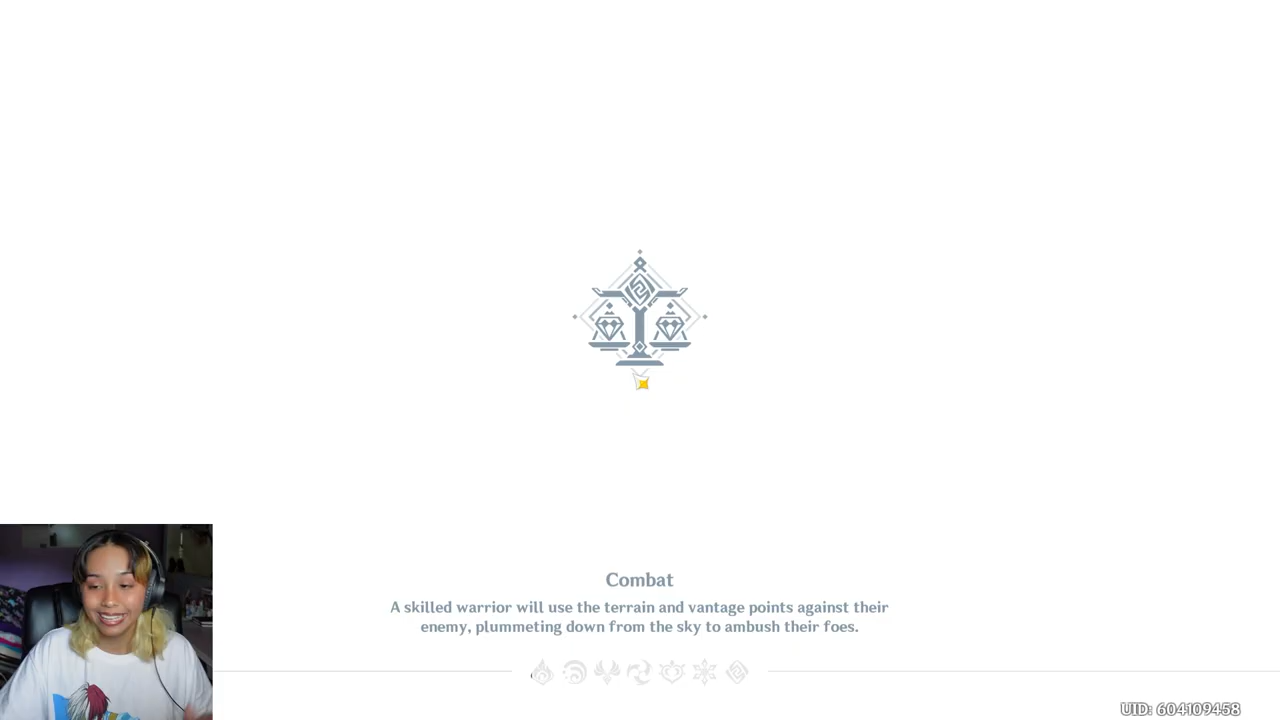 Combat
A skilled warrior will use the terrain and vantage points against their
enemy, plummeting down from the sky to ambush their foes.
UID: 604109458